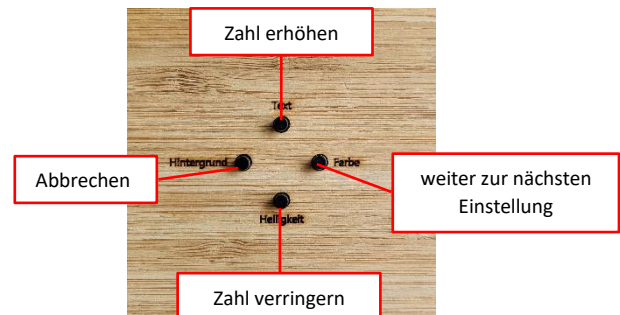 Zahl erhöhen
Text
Hintergrund
Farbe
Abbrechen
weiter zur nächsten
Einstellung
Helligkeit
Zahl verringern